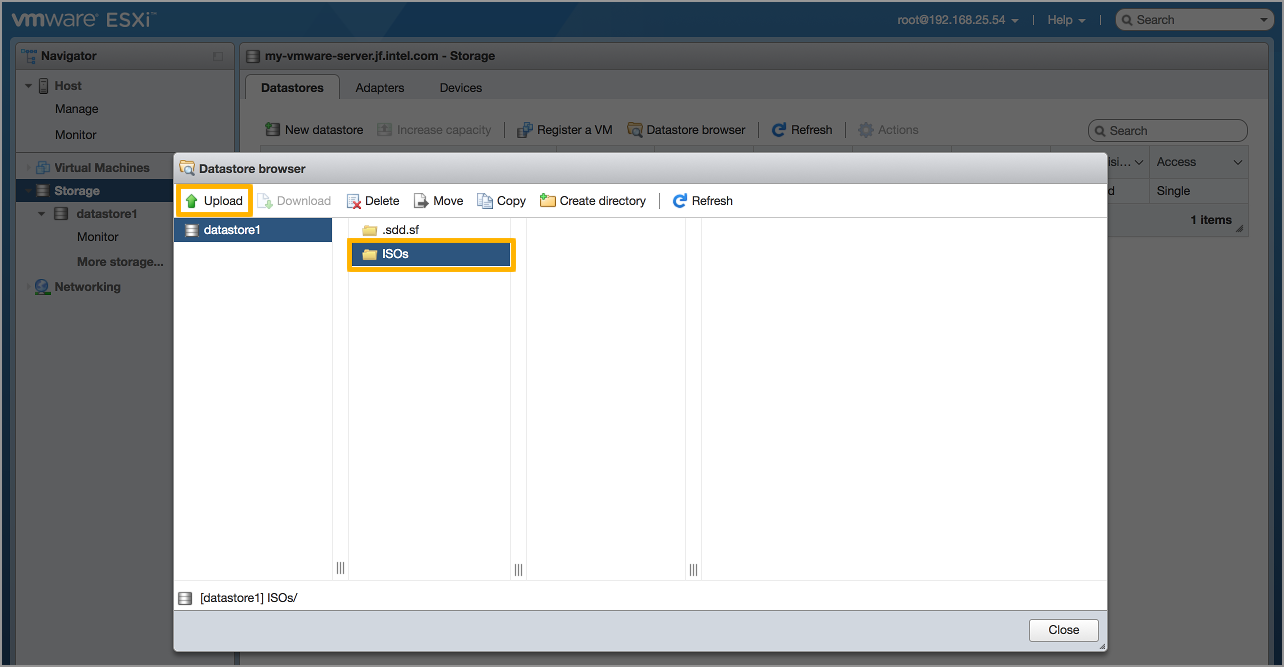 vmware ESXi™
root@192.168.25.54
Help
Search
Navigator
Host
Manage
Monitor
Virtual Machines
Storage
datastore1
Monitor
More storage...
Networking
my-vmware-server.jf.intel.com - Storage
Datastores
Adapters
Devices
New datastore
Increase capacity
Register a VM
Datastore browser
Refresh
Actions
Search
Access
Single
1 items
Datastore browser
Upload
Download
Delete
Move
Copy
Create directory
Refresh
datastore1
.sdd.sf
ISOs
[datastore1] ISOs/
Close